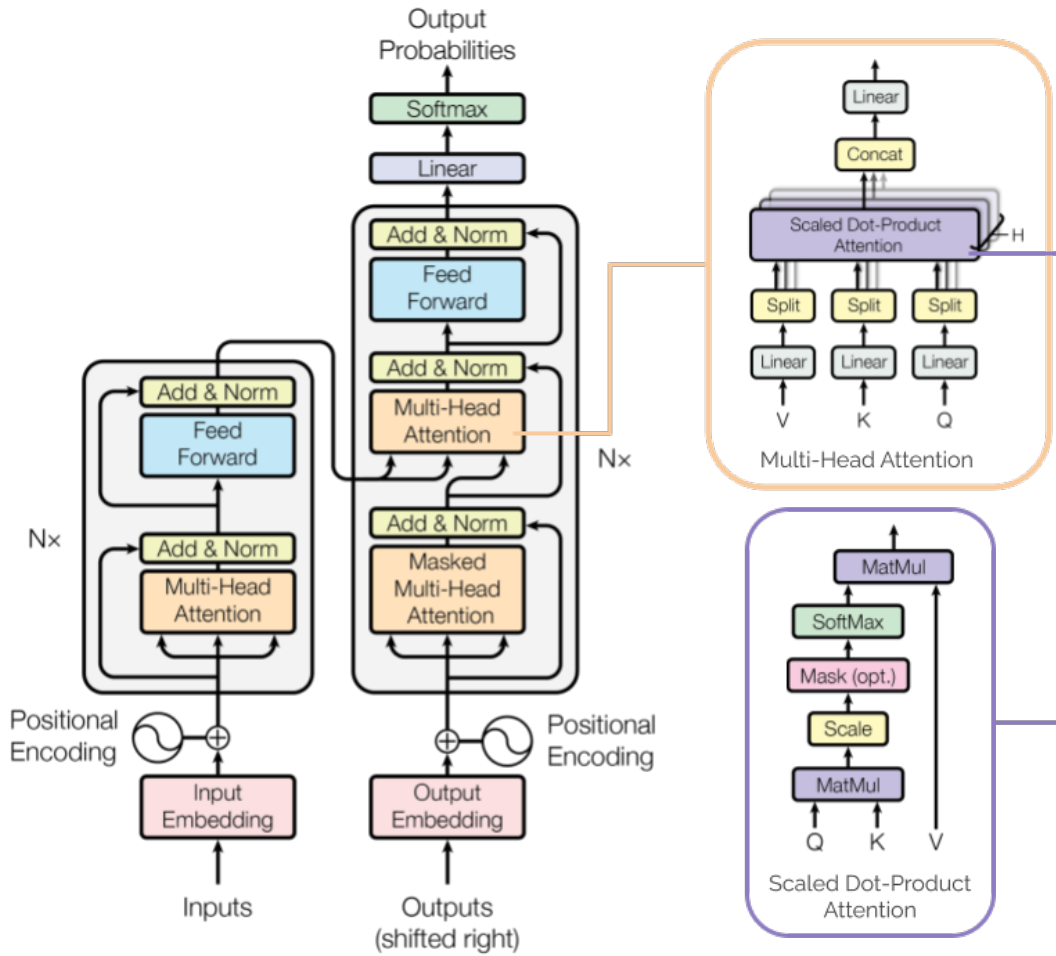 Output
Probabilities
Softmax
Linear
Add & Norm
Feed
Forward
Add & Norm
Multi-Head
Attention
Add & Norm
Masked
Multi-Head
Attention
Nx
Positional
Encoding
Output
Embedding
Outputs
(shifted right)
Add & Norm
Feed
Forward
Add & Norm
Multi-Head
Attention
Nx
Positional
Encoding
Input
Embedding
Inputs
Linear
Concat
Scaled Dot-Product
Attention
H
Split Split Split
Linear Linear Linear
V K Q
Multi-Head Attention
MatMul
SoftMax
Mask (opt.)
Scale
MatMul
Q K V
Scaled Dot-Product
Attention